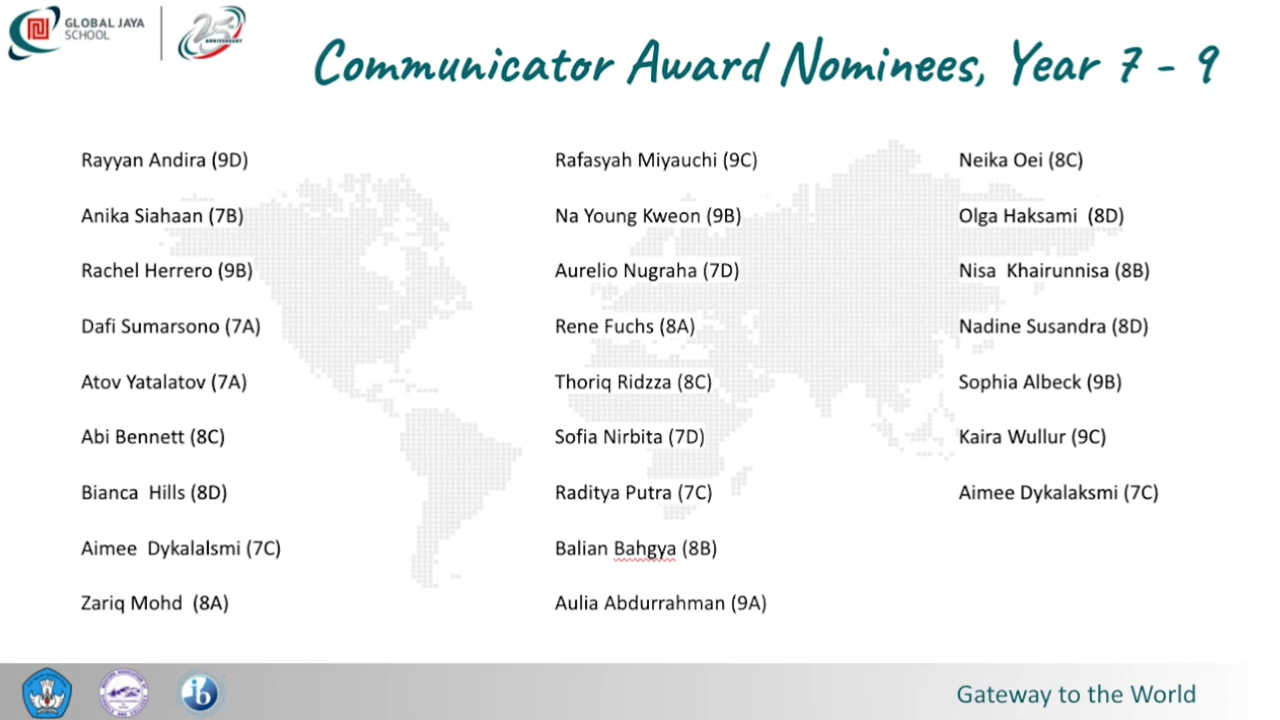 GLOBAL JAYA
SCHOOL
25
ANNIVERSARY
Communicator Award Nominees, Year 7 - 9
Rayyan Andira (9D)
Anika Siahaan (7B)
Rachel Herrero (9B)
Dafi Sumarsono (7A)
Atov Yatalatov (7A)
Abi Bennett (8C)
Bianca  Hills (8D)
Aimee  Dykalalsmi (7C)
Zariq Mohd  (8A)
Rafasyah Miyauchi (9C)
Na Young Kweon (9B)
Aurelio Nugraha (7D)
Rene Fuchs (8A)
Thoriq Ridzza (8C)
Sofia Nirbita (7D)
Raditya Putra (7C)
Balian Bahgya (8B)
Aulia Abdurrahman (9A)
Neika Oei (8C)
Olga Haksami  (8D)
Nisa  Khairunnisa (8B)
Nadine Susandra (8D)
Sophia Albeck (9B)
Kaira Wullur (9C)
Aimee Dykalaksmi (7C)
ib
Gateway to the World